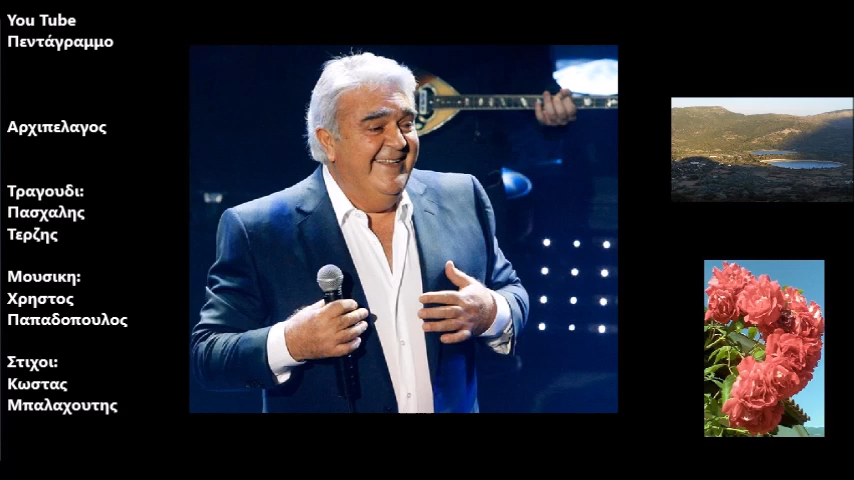 You Tube
Πεντάγραμμο
Αρχιπελαγος
Τραγουδι:
Πασχαλης
Τερζης
Μουσικη:
Χρηστος
Παπαδοπουλος
Στιχοι:
Κωστας
Μπαλαχουτης